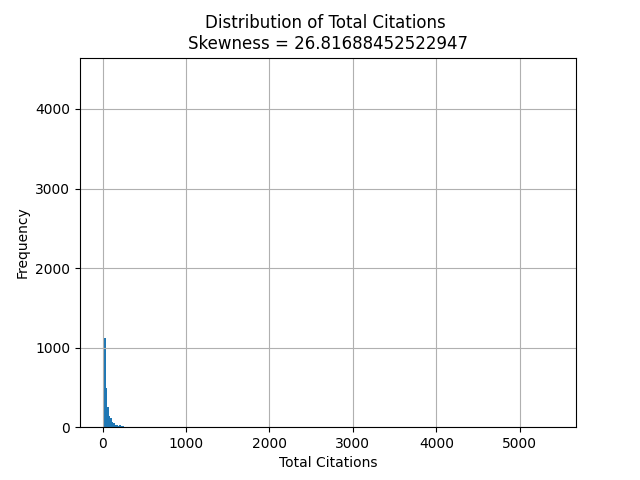 Distribution of Total Citations
Skewness = 26.81688452522947
4000
3000
2000
1000
0
Frequency
0 1000 2000 3000 4000 5000
Total Citations